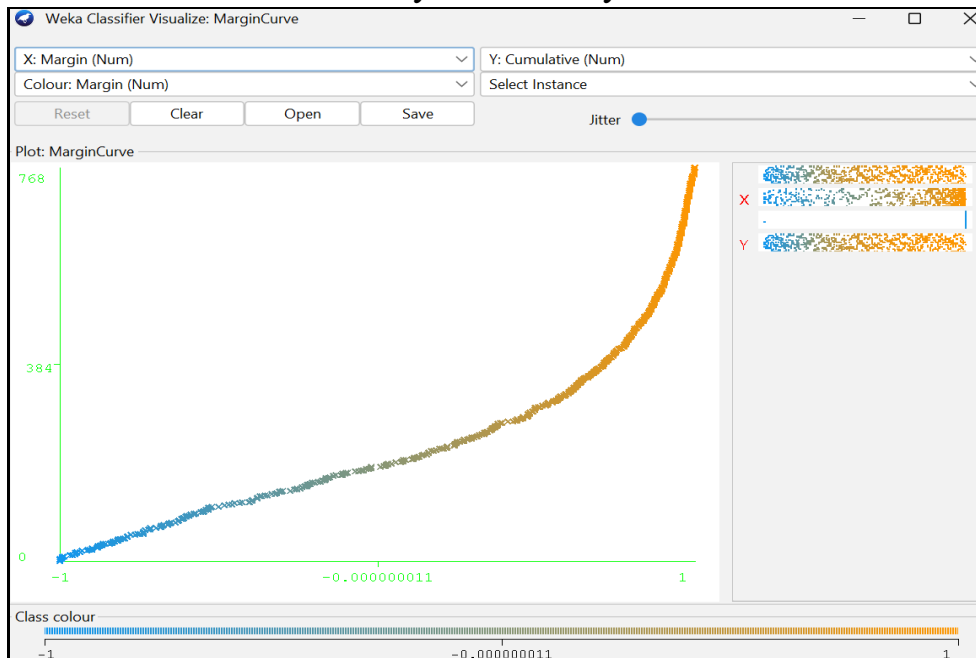 Weka Classifier Visualize: MarginCurve
X: Margin (Num)
Y: Cumulative (Num)
Colour: Margin (Num)
Select Instance
Reset
Clear
Open
Save
Jitter
Plot: MarginCurve
768
384
0
-1
-0.000000011
1
X
Y
Class colour
-1
-0.000000011
1